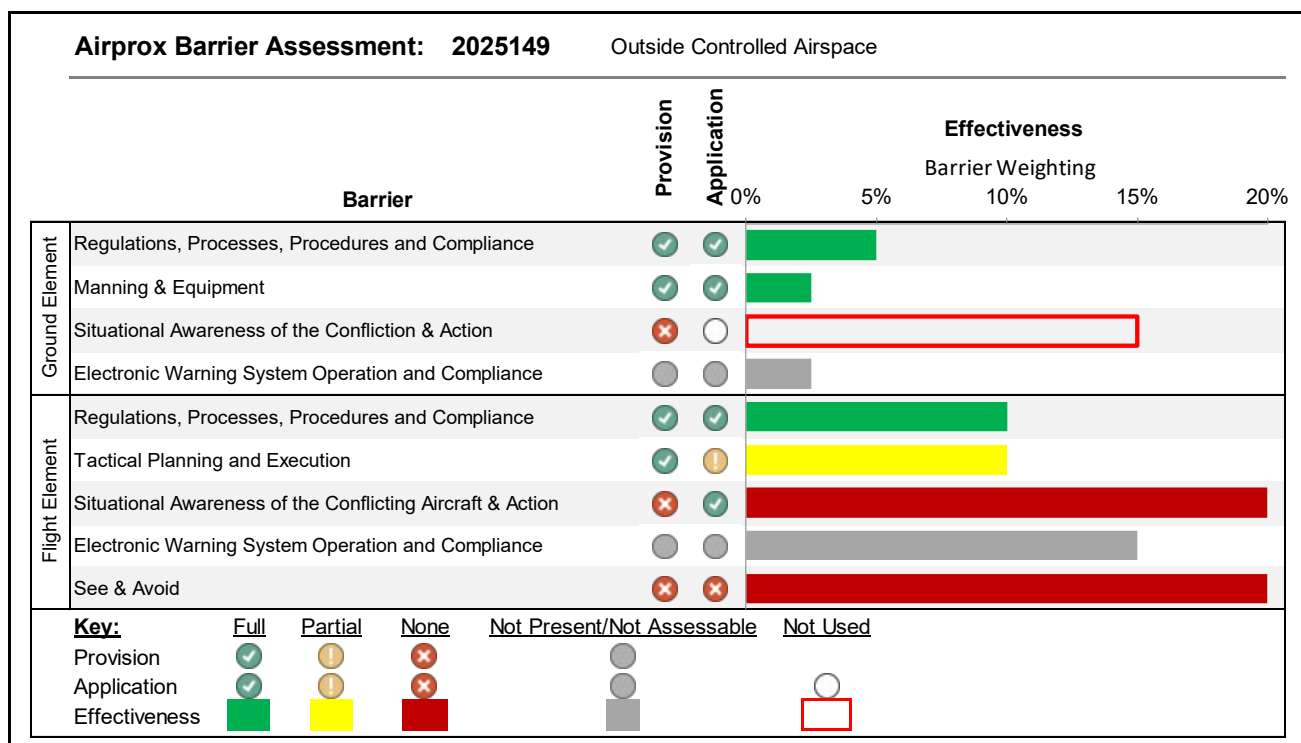 Airprox Barrier Assessment: 2025149 Outside Controlled Airspace
Provision
Application
Effectiveness
Barrier Weighting
Barrier
0% 5% 10% 15% 20%
Ground Element
Regulations, Processes, Procedures and Compliance
Manning & Equipment
Situational Awareness of the Confliction & Action
Electronic Warning System Operation and Compliance
Flight Element
Regulations, Processes, Procedures and Compliance
Tactical Planning and Execution
Situational Awareness of the Conflicting Aircraft & Action
Electronic Warning System Operation and Compliance
See & Avoid
Key: Full Partial None Not Present/Not Assessable Not Used
Provision
Application
Effectiveness